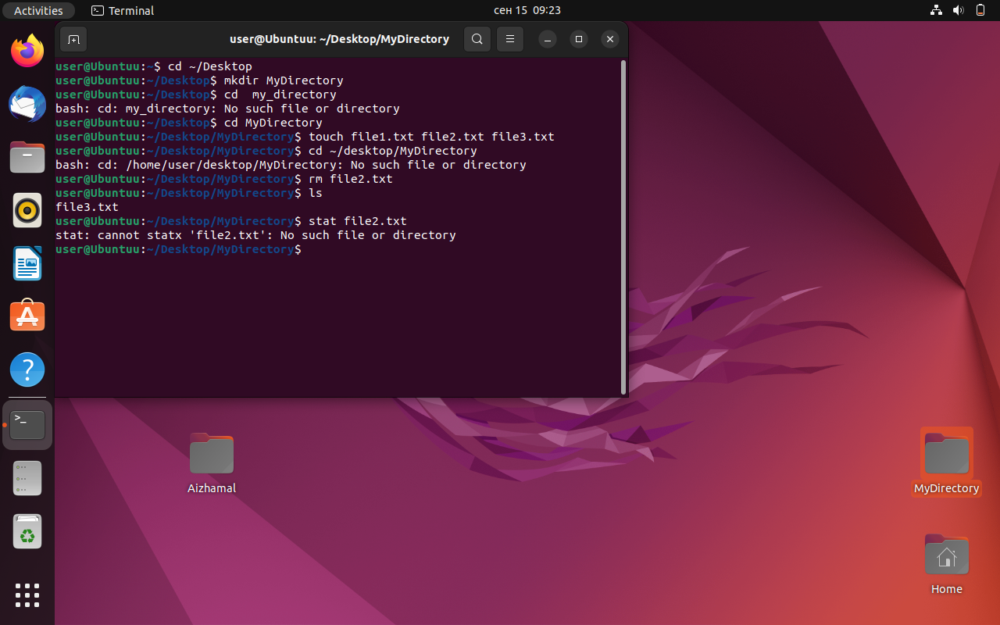 Activities
Terminal
сен 15 09:23
user@Ubuntuu: ~/Desktop/MyDirectory
user@Ubuntuu:~$ cd ~/Desktop
user@Ubuntuu:~/Desktop$ mkdir MyDirectory
user@Ubuntuu:~/Desktop$ cd  my_directory
bash: cd: my_directory: No such file or directory
user@Ubuntuu:~/Desktop$ cd MyDirectory
user@Ubuntuu:~/Desktop/MyDirectory$ touch file1.txt file2.txt file3.txt
user@Ubuntuu:~/Desktop/MyDirectory$ cd ~/desktop/MyDirectory
bash: cd: /home/user/desktop/MyDirectory: No such file or directory
user@Ubuntuu:~/Desktop/MyDirectory$ rm file2.txt
user@Ubuntuu:~/Desktop/MyDirectory$ ls
file3.txt
user@Ubuntuu:~/Desktop/MyDirectory$ stat file2.txt
stat: cannot statx 'file2.txt': No such file or directory
user@Ubuntuu:~/Desktop/MyDirectory$
Aizhamal
MyDirectory
Home